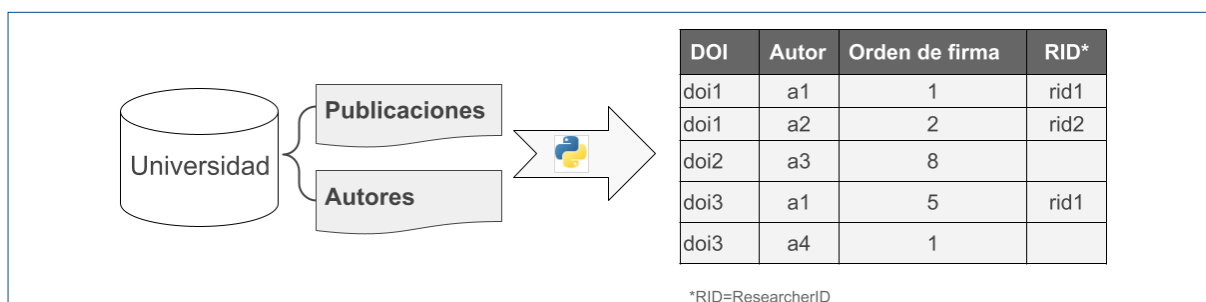 Universidad
Publicaciones
Autores
DOI Autor Orden de firma RID*
doi1 a1 1 rid1
doi1 a2 2 rid2
doi2 a3 8
doi3 a1 5 rid1
doi3 a4 1
*RID=ResearcherID